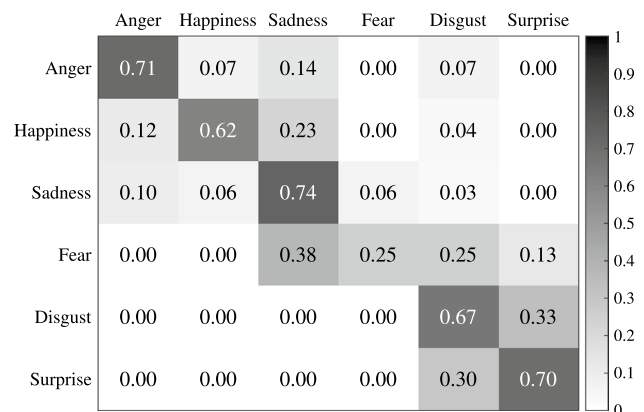 Anger Happiness Sadness Fear Disgust Surprise
Anger 0.71 0.07 0.14 0.00 0.07 0.00
Happiness 0.12 0.62 0.23 0.00 0.04 0.00
Sadness 0.10 0.06 0.74 0.06 0.03 0.00
Fear 0.00 0.00 0.38 0.25 0.25 0.13
Disgust 0.00 0.00 0.00 0.00 0.67 0.33
Surprise 0.00 0.00 0.00 0.00 0.30 0.70
1
0.9
0.8
0.7
0.6
0.5
0.4
0.3
0.2
0.1
0